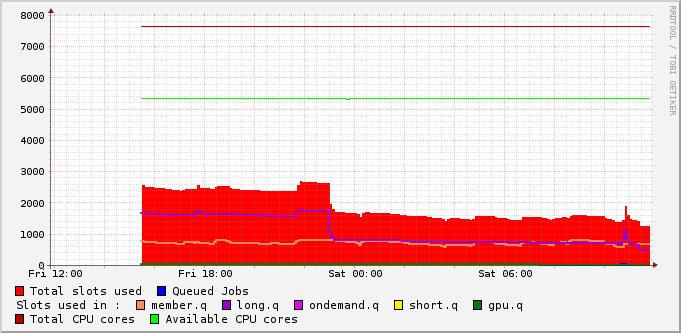 8000
7000
6000
5000
4000
3000
2000
1000
0
Fri 12:00 Fri 18:00 Sat 00:00 Sat 06:00
Total slots used Queued Jobs
Slots used in : member.q long.q ondemand.q short.q gpu.q
Total CPU cores Available CPU cores
RRDTOOL / TOBI OETIKER